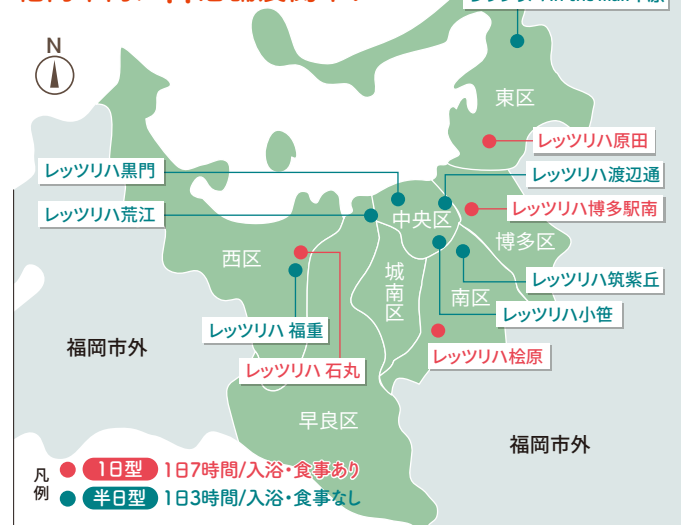 N
東区
レッツリハ原田
レッツリハ黒門
レッツリハ渡辺通
レッツリハ荒江
中央区
レッツリハ博多駅南
博多区
西区
城南区
南区
レッツリハ筑紫丘
レッツリハ小笹
レッツリハ 福重
福岡市外
レッツリハ桧原
レッツリハ 石丸
早良区
福岡市外
凡例
1日型 1日7時間/入浴・食事あり
半日型 1日3時間/入浴・食事なし